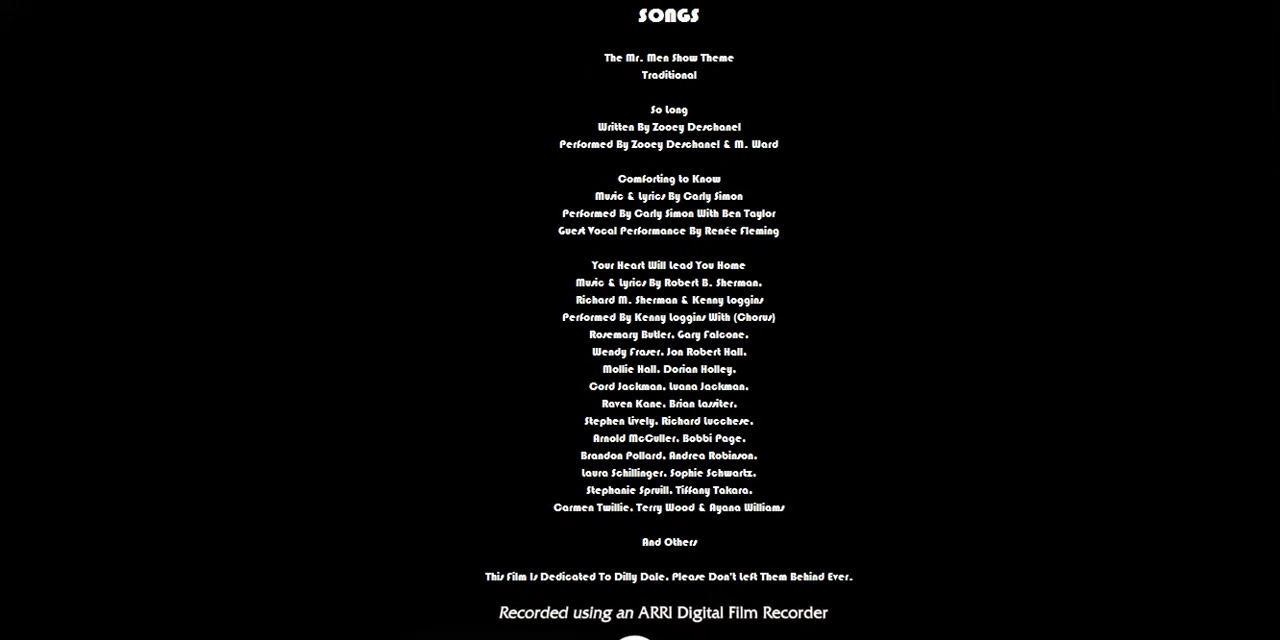 SONGS
The Mr. Men Show Theme
Traditional
So Long
Written By Zooey Deschanel
Performed By Zooey Deschanel & M. Ward
Comforting to Know
Music & Lyrics By Carly Simon
Performed By Carly Simon With Ben Taylor
Guest Vocal Performance By Renée Fleming
Your Heart Will Lead You Home
Music & Lyrics By Robert B. Sherman,
Richard M. Sherman & Kenny Loggins
Performed By Kenny Loggins With (Chorus)
Rosemary Butler, Gary Falcone,
Wendy Fraser, Jon Robert Hall,
Mollie Hall, Dorian Holley,
Cord Jackman, Luana Jackman,
Raven Kane, Brian Lassiter,
Stephen Lively, Richard Lucchese,
Arnold McCuller, Bobbi Page,
Brandon Pollard, Andrea Robinson,
Laura Schillinger, Sophie Schwartz,
Stephanie Spruill, Tiffany Takara,
Carmen Twillie, Terry Wood & Ayana Williams
And Others
This Film Is Dedicated To Dilly Dale, Please Don't Left Them Behind Ever.
Recorded using an ARRI Digital Film Recorder